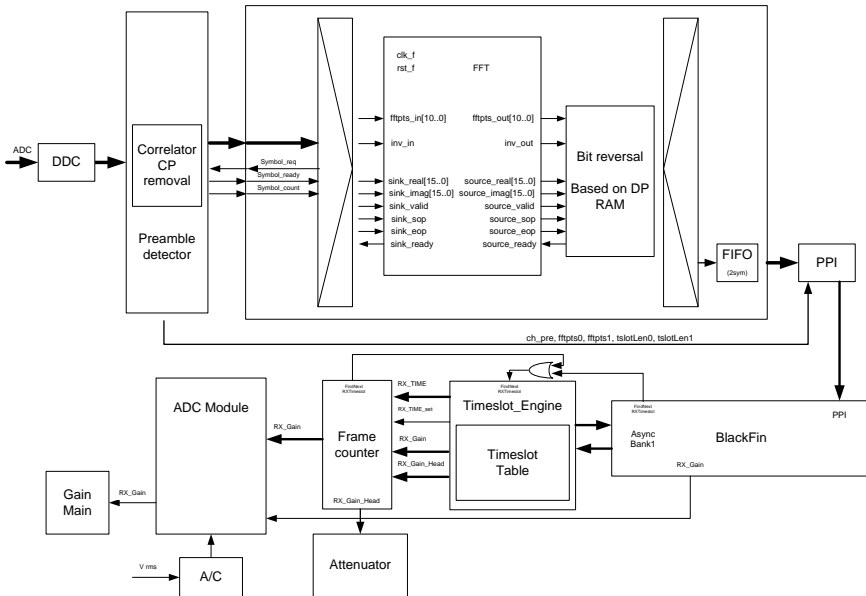 clk_f
rst_f
FFT
ADC
DDC
Correlator
CP
removal
Preamble
detector
Symbol_req
Symbol_ready
Symbol_count
fftpts_in[10..0]
inv_in
sink_real[15..0]
sink_imag[15..0]
sink_valid
sink_sop
sink_eop
sink_ready
fftpts_out[10..0]
inv_out
source_real[15..0]
source_imag[15..0]
source_valid
source_sop
source_eop
source_ready
Bit reversal
Based on DP
RAM
FIFO
(2sym)
PPI
ch_pre, fftpts0, fftpts1, tslotLen0, tslotLen1
ADC Module
RX_Gain
FindNext
RXTimeslot
Frame
counter
RX_Gain_Head
RX_TIME
RX_TIME_set
RX_Gain
RX_Gain_Head
FindNext
RXTimeslot
Timeslot_Engine
Timeslot
Table
FindNext
RXTimeslot
Async
Bank1
BlackFin
PPI
RX_Gain
Gain
Main
RX_Gain
Attenuator
V rms
A/C